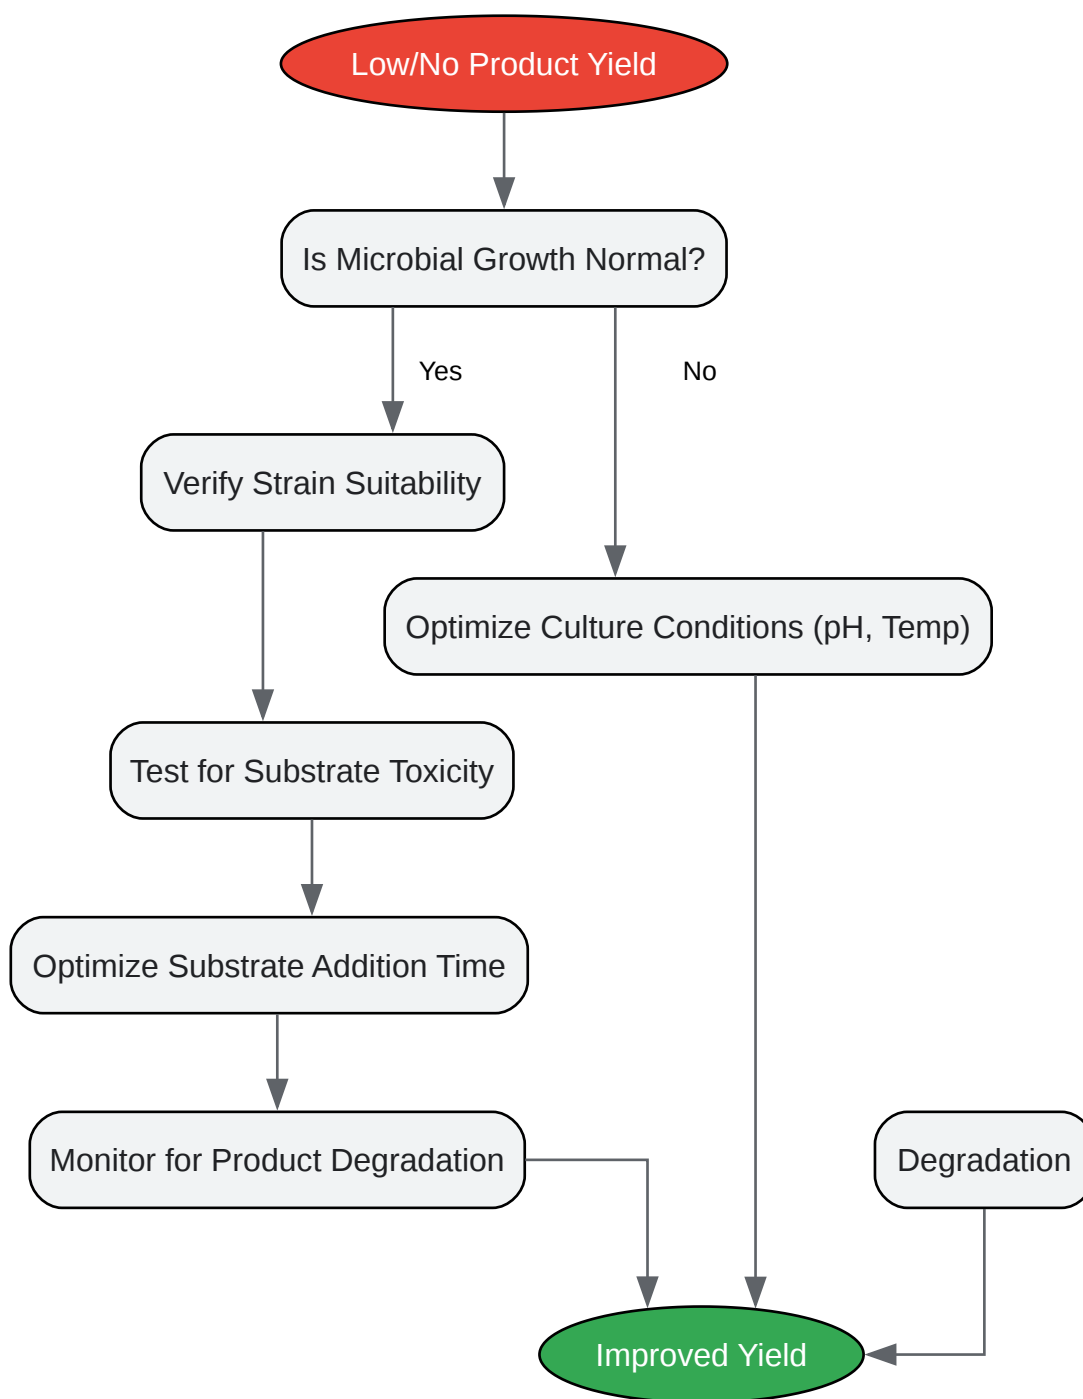 Low/No Product Yield
Is Microbial Growth Normal?
Yes
No
Verify Strain Suitability
Optimize Culture Conditions (pH, Temp)
Test for Substrate Toxicity
Optimize Substrate Addition Time
Monitor for Product Degradation
Degradation
Improved Yield